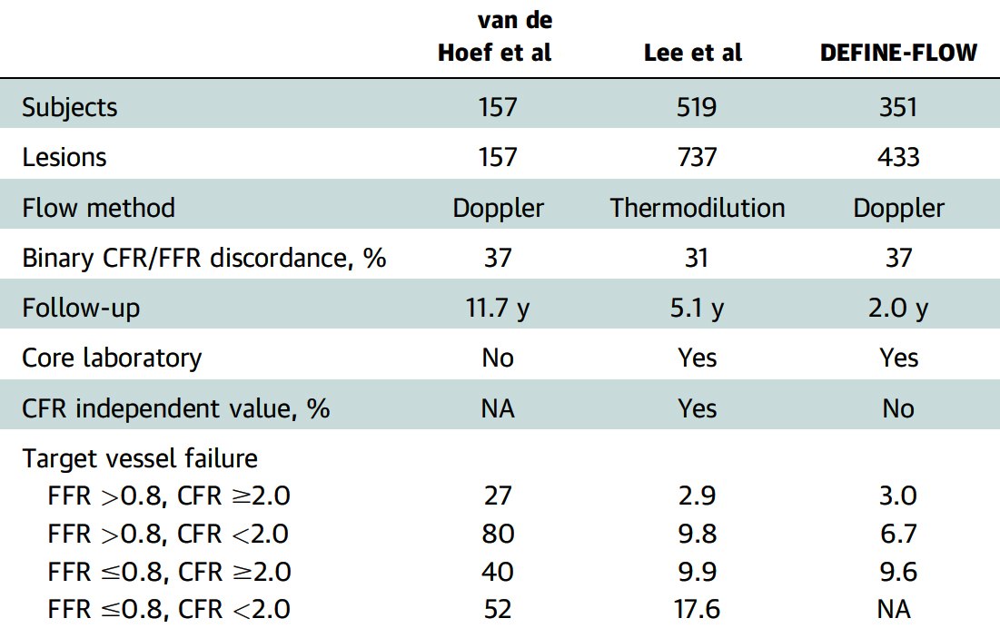 van de
Hoef et al Lee et al DEFINE-FLOW
Subjects 157 519 351
Lesions 157 737 433
Flow method Doppler Thermodilution Doppler
Binary CFR/FFR discordance, % 37 31 37
Follow-up 11.7 y 5.1 y 2.0 y
Core laboratory No Yes Yes
CFR independent value, % NA Yes No
Target vessel failure
FFR >0.8, CFR ≥2.0 27 2.9 3.0
FFR >0.8, CFR <2.0 80 9.8 6.7
FFR ≤0.8, CFR ≥2.0 40 9.9 9.6
FFR ≤0.8, CFR <2.0 52 17.6 NA